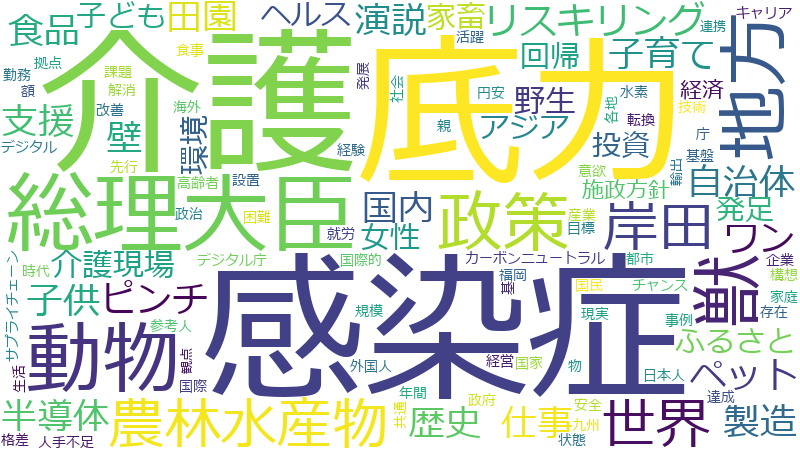 食品
子ども
田園
ヘルス
演説
家畜
リスキリング
キャリア
連携
活躍
食事
拠点
勤務
課題
額
解消
支援
改善
海外
壁
デジタル
先行
環境
介護
底力
地方
回帰
子育て
発展
社会
円安
野生
水素
経済
技術
各地
転換
アジア
投資
庁
親
経験
基盤
輸出
意欲
施政方針
自治体
高齢者
設置
政治
困難
総理大臣
国内
女性
就労
政策
産業
目標
岸田
発足
ワン
獣
介護現場
デジタル庁
国際的
カーボンニュートラル
都市
企業
構想
時代
サプライチェーン
子供
ピンチ
感染症
福岡
基
国民
チャンス
家庭
存在
現実
事例
ふるさと
参考人
規模
動物
観点
生活
国際
外国人
経営
国家
物
日本人
ペット
達成
年間
政府
共通
半導体
農林水産物
歴史
仕事
安全
九州
状態
世界
製造
格差
人手不足